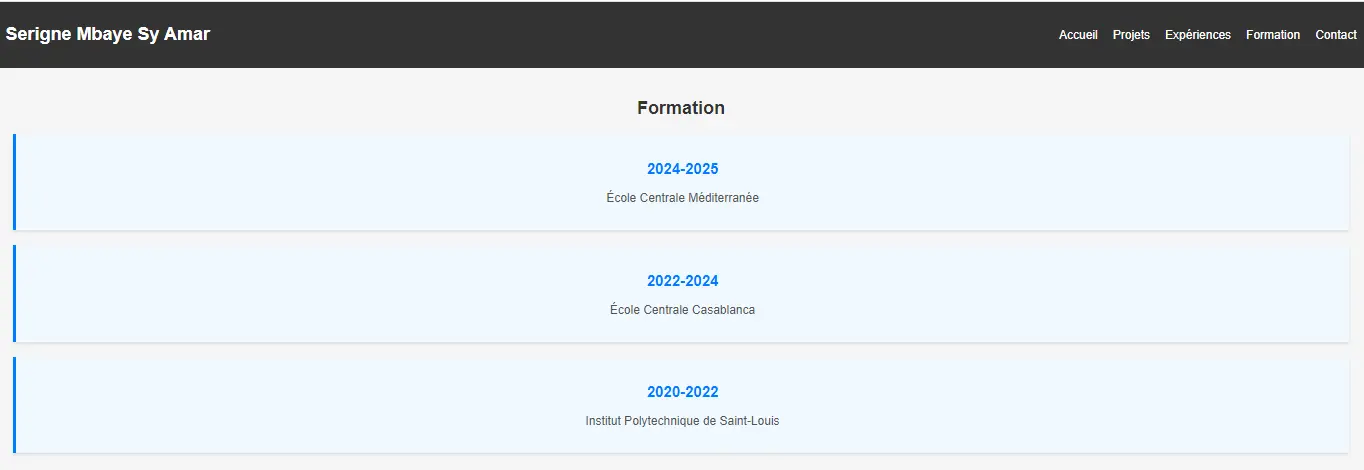 Serigne Mbaye Sy Amar
Accueil Projets Expériences Formation Contact
Formation
2024-2025
École Centrale Méditerranée
2022-2024
École Centrale Casablanca
2020-2022
Institut Polytechnique de Saint-Louis